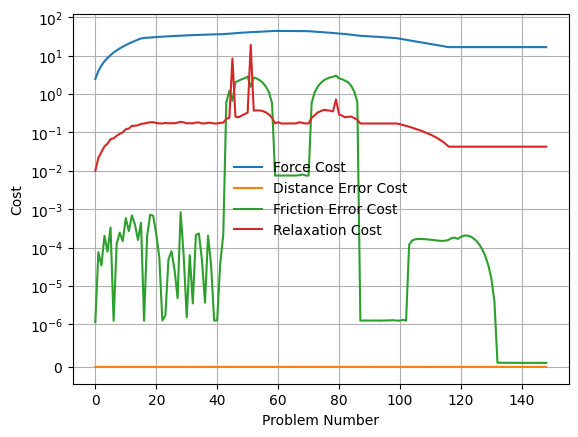 10²
10¹
10⁰
10⁻¹
10⁻²
10⁻³
10⁻⁴
10⁻⁵
10⁻⁶
0
Cost
Force Cost
Distance Error Cost
Friction Error Cost
Relaxation Cost
0 20 40 60 80 100 120 140
Problem Number